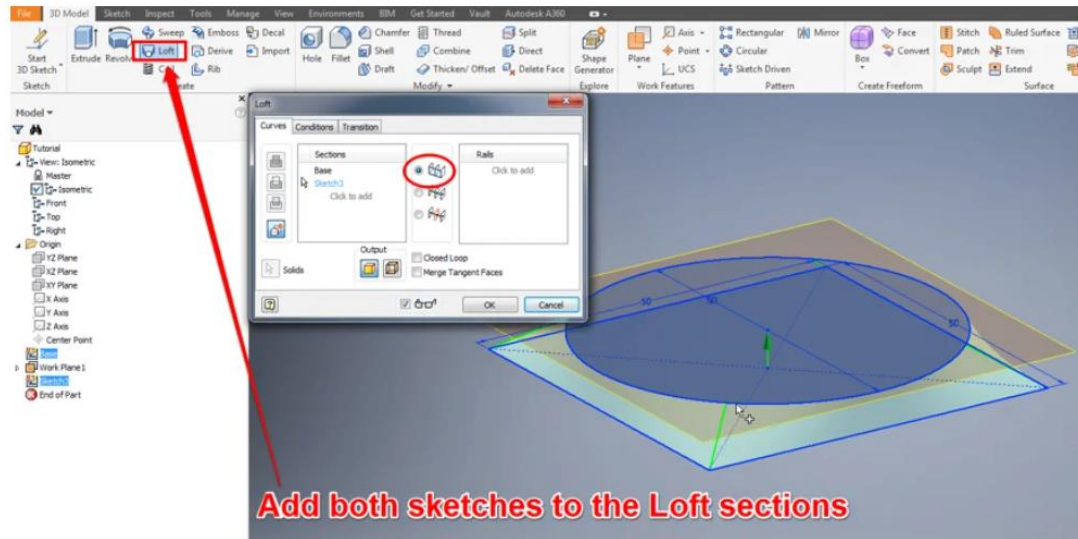 File 3D Model Sketch Inspect Tools Manage View Environments BIM Get Started Vault Autodesk A360
Sweep Emboss Decal Chamfer Thread Split Axis Rectangular Mirror Face Stitch Ruled Surface
Start 3D Sketch Extrude Loft Derive Import Hole Fillet Shell Combine Direct Shape Generator Plane Point Circular Box Convert Patch Trim
Rib Draft Thicken/ Offset Delete Face UCS Sketch Driven Sculpt Extend
Sketch Modify Explore Work Features Pattern Create Freeform Surface
Model
Tutorial
View: Isometric
Master
Isometric
Front
Top
Right
Origin
YZ Plane
XZ Plane
XY Plane
X Axis
Y Axis
Z Axis
Center Point
Base
Work Plane1
Sketch3
End of Part
Loft
Curves Conditions Transition
Sections Rails
Base Click to add
Sketch3
Click to add
Output
Solids
Closed Loop
Merge Tangent Faces
OK Cancel
50 50 50
Add both sketches to the Loft sections